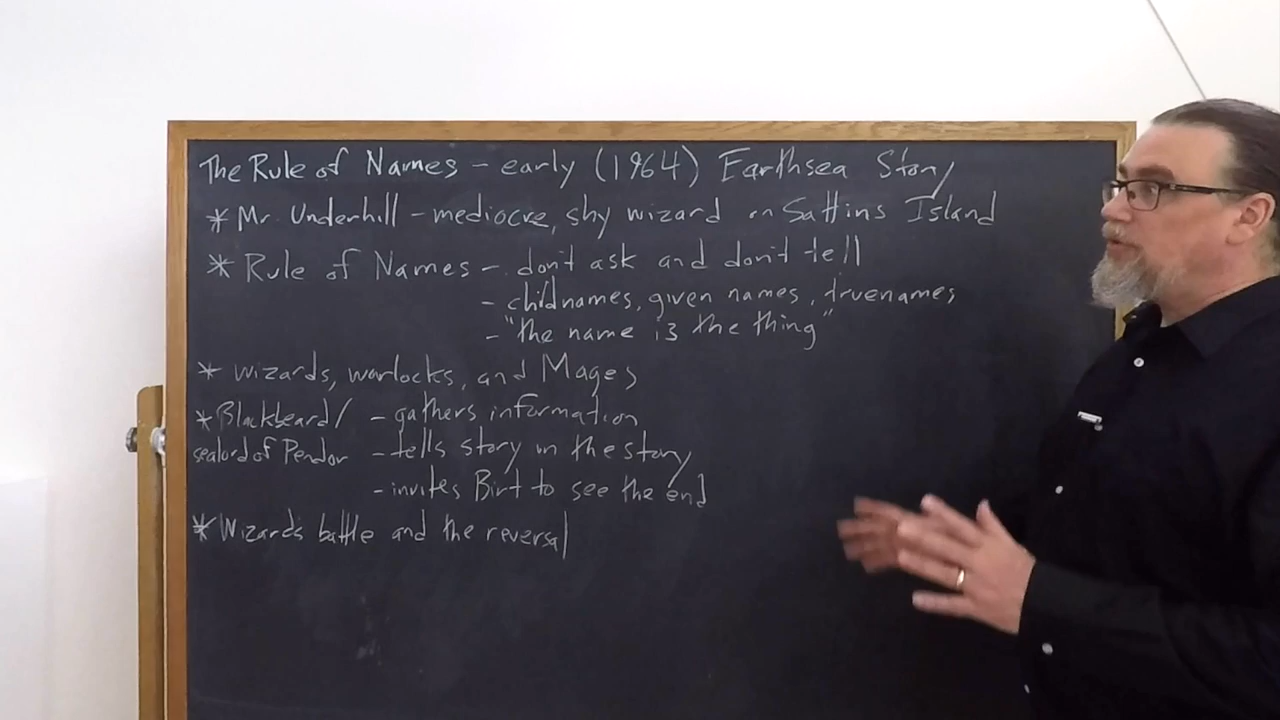 The Rule of Names - early (1964) Earthsea Story
* Mr. Underhill - mediocre, shy wizard on Sattins Island
* Rule of Names - don't ask and don't tell
- childnames, given names, truenames
- "the name is the thing"
* wizards, warlocks, and Mages
* Blackbeard/ - gathers information
sealord of Pendor - tells story in the story
- invites Birt to see the end
* Wizards battle and the reversal